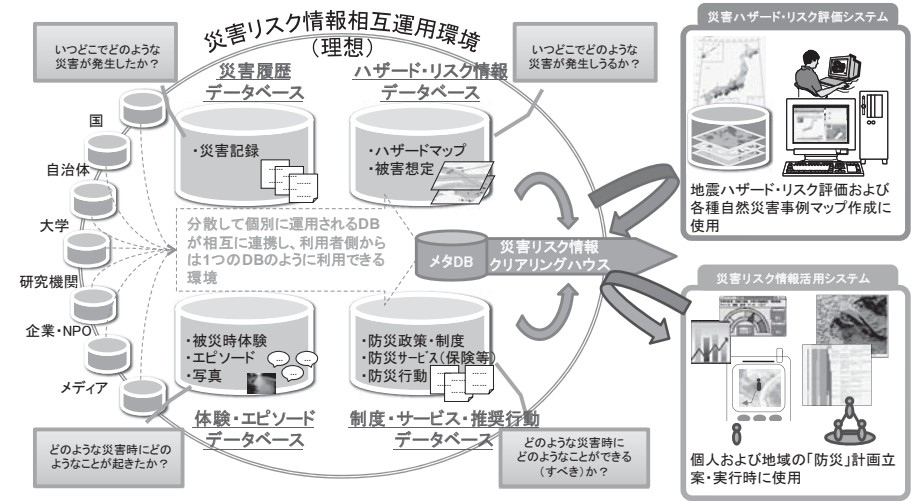 災害リスク情報相互運用環境
(理想)
いつどこでどのような
災害が発生したか?
いつどこでどのような
災害が発生しうるか?
災害履歴
データベース
ハザード・リスク情報
データベース
・災害記録
・ハザードマップ
・被害想定
国
自治体
大学
研究機関
企業・NPO
メディア
分散して個別に運用されるDB
が相互に連携し、利用者側から
は1つのDBのように利用できる
環境
メタDB
災害リスク情報
クリアリングハウス
・被災時体験
・エピソード
・写真
・防災政策・制度
・防災サービス(保険等)
・防災行動
体験・エピソード
データベース
制度・サービス・推奨行動
データベース
どのような災害時にどの
ようなことが起きたか?
どのような災害時に
どのようなことができる
(すべき)か?
災害ハザード・リスク評価システム
地震ハザード・リスク評価および
各種自然災害事例マップ作成に
使用
災害リスク情報活用システム
個人および地域の「防災」計画立
案・実行時に使用